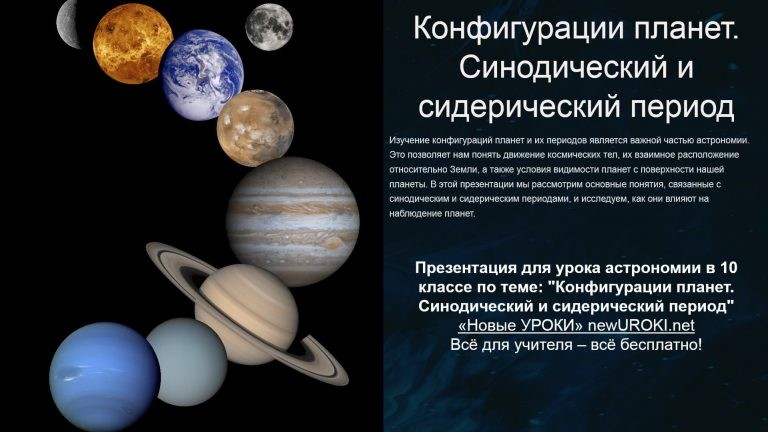 Конфигурации планет.
Синодический и
сидерический период
Изучение конфигураций планет и их периодов является важной частью астрономии.
Это позволяет нам понять движение космических тел, их взаимное расположение
относительно Земли, а также условия видимости планет с поверхности нашей
планеты. В этой презентации мы рассмотрим основные понятия, связанные с
синодическим и сидерическим периодами, и исследуем, как они влияют на
наблюдение планет.
Презентация для урока астрономии в 10
классе по теме: "Конфигурации планет.
Синодический и сидерический период"
«Новые УРОКИ» newUROKI.net
Всё для учителя – всё бесплатно!